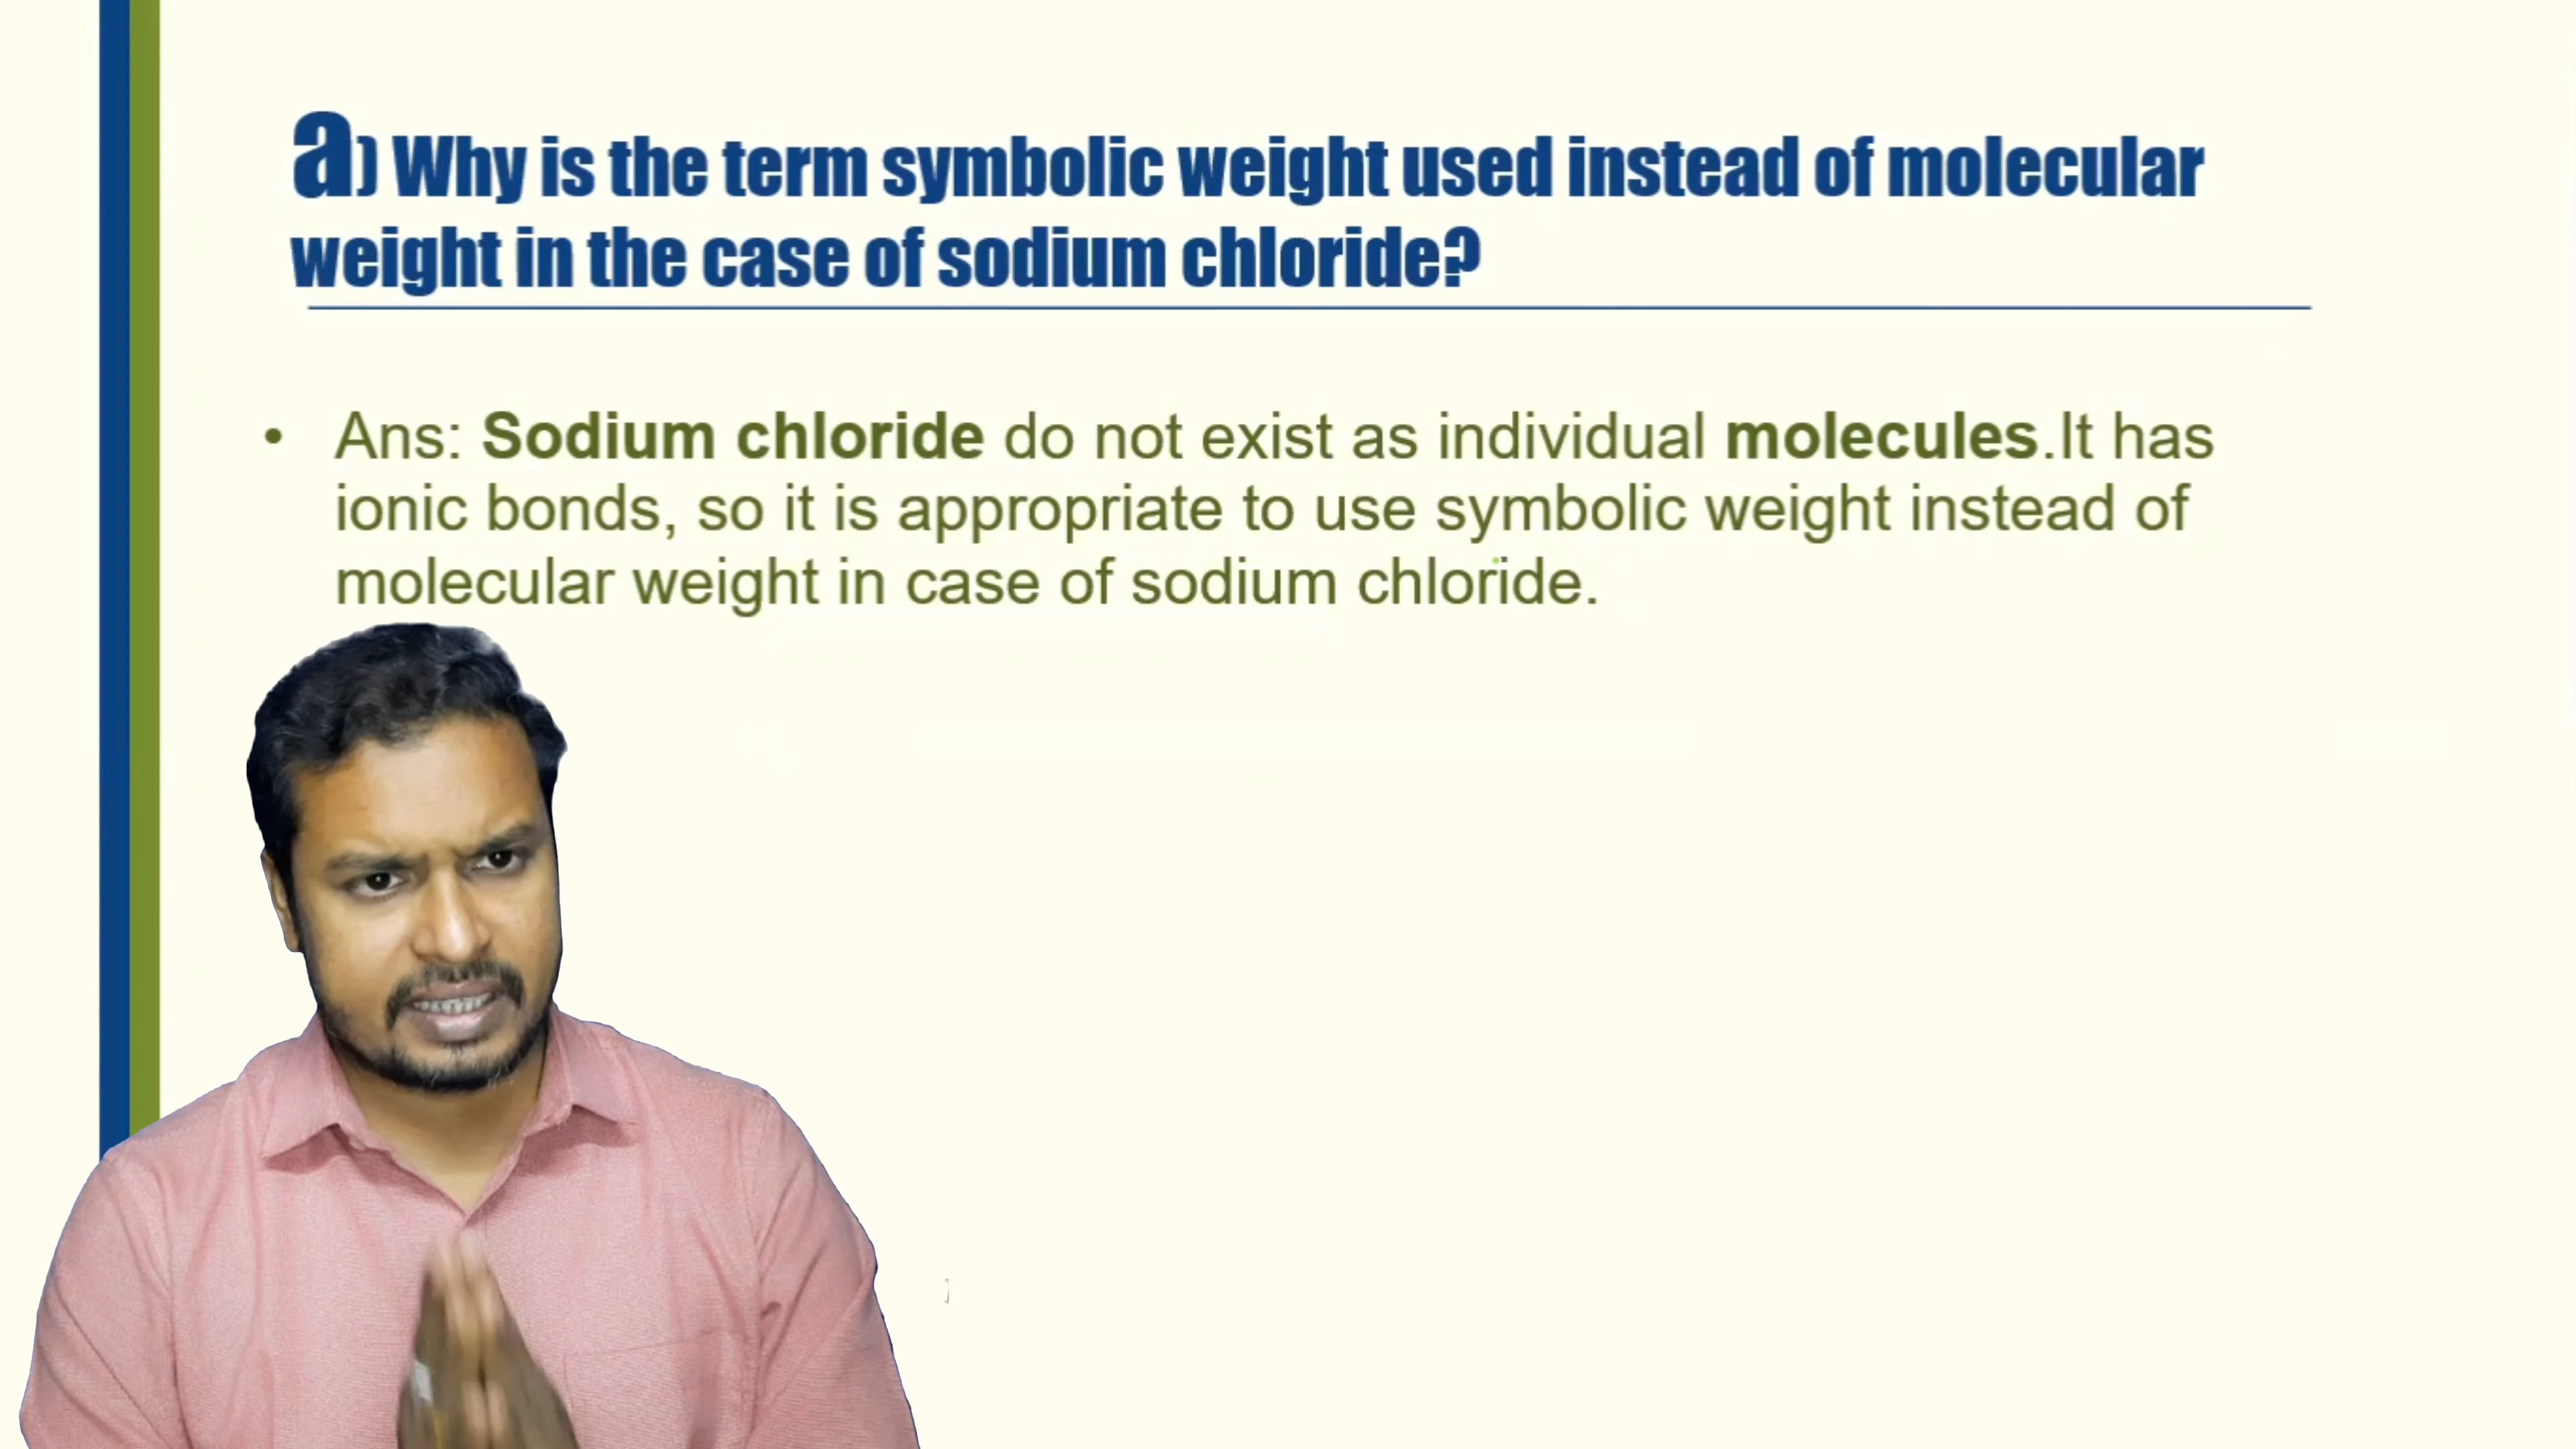 a) Why is the term symbolic weight used instead of molecular
weight in the case of sodium chloride?
• Ans: Sodium chloride do not exist as individual molecules.It has
ionic bonds, so it is appropriate to use symbolic weight instead of
molecular weight in case of sodium chloride.